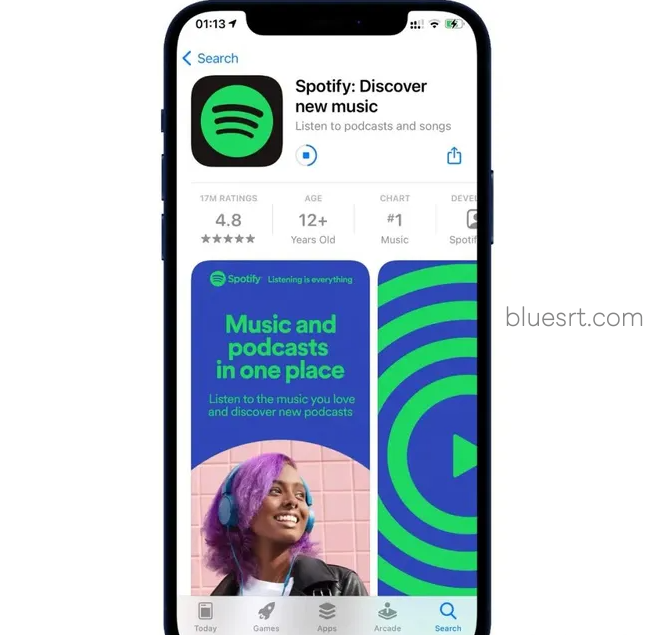 01:13
Search
Spotify: Discover
new music
Listen to podcasts and songs
17M RATINGS
AGE
CHART
4.8
12+
#1
Years Old
Music
Spotify
Listening is everything
Music and
podcasts
in one place
Listen to the music you love
and discover new podcasts
bluesrt.com
Today
Games
Apps
Arcade
Search